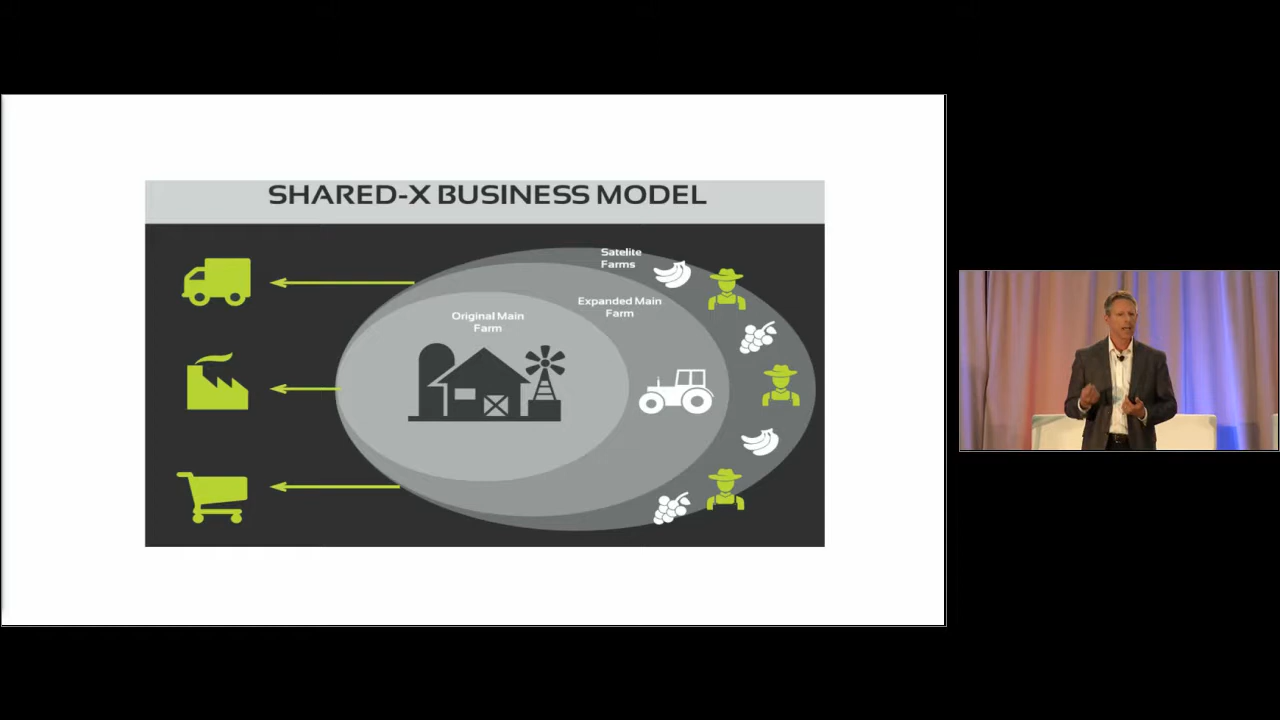 SHARED-X BUSINESS MODEL
Satelite
Farms
Expanded Main
Farm
Original Main
Farm